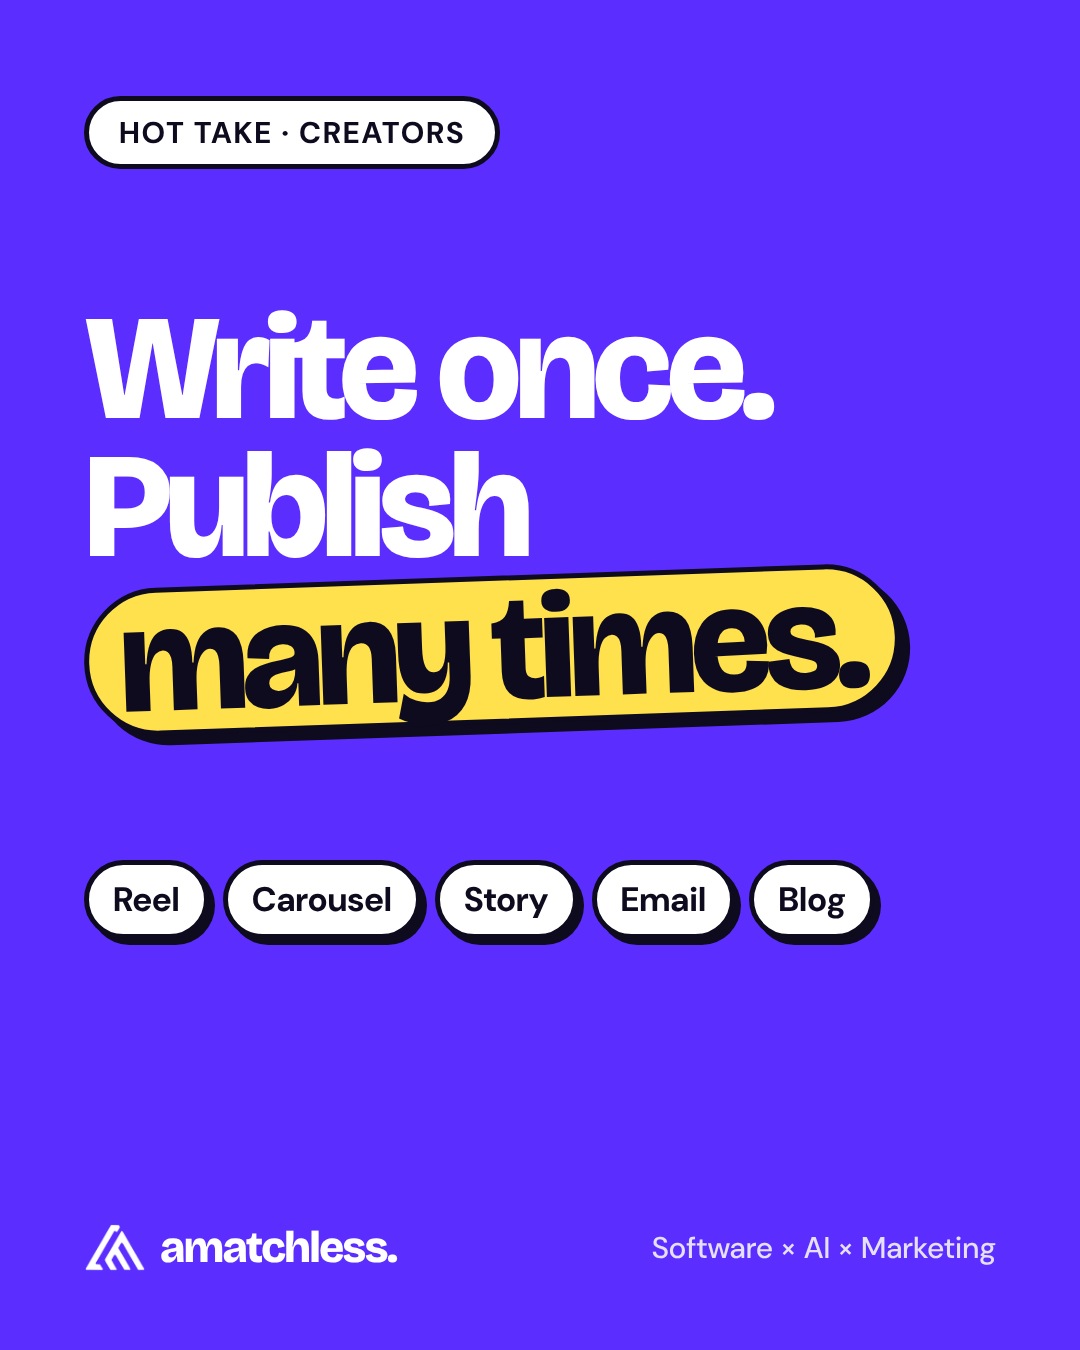 HOT TAKE · CREATORS
Write once.
Publish
many times.
Reel Carousel Story Email Blog
amatchless. Software × AI × Marketing